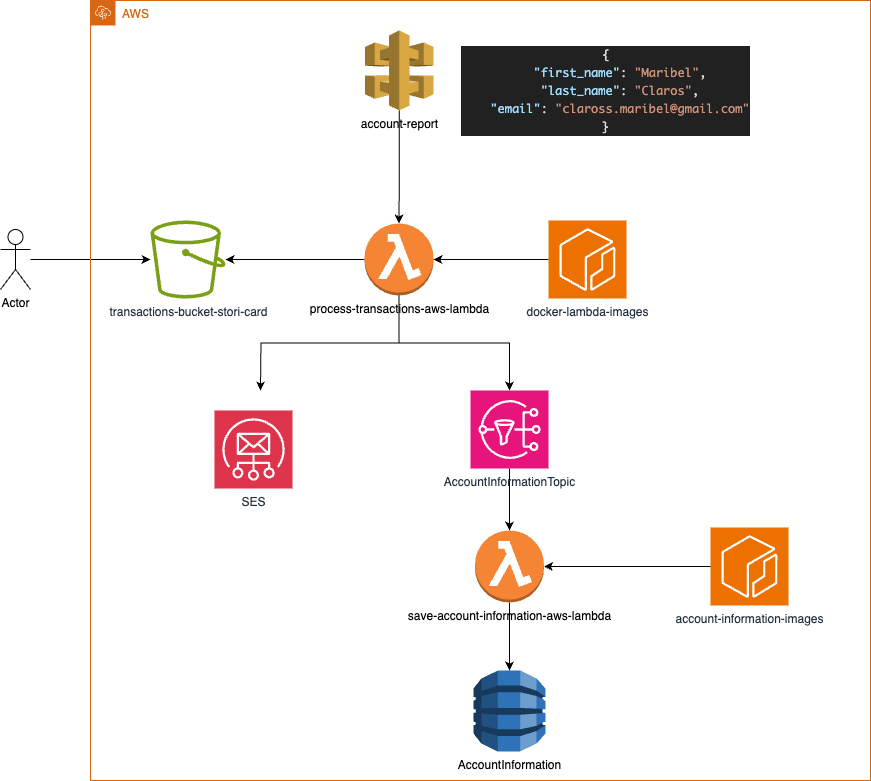 AWS
{
"first_name": "Maribel",
"last_name": "Claros",
"email": "claross.maribel@gmail.com"
}
account-report
Actor
transactions-bucket-stori-card
process-transactions-aws-lambda
docker-lambda-images
SES
AccountInformationTopic
save-account-information-aws-lambda
account-information-images
AccountInformation